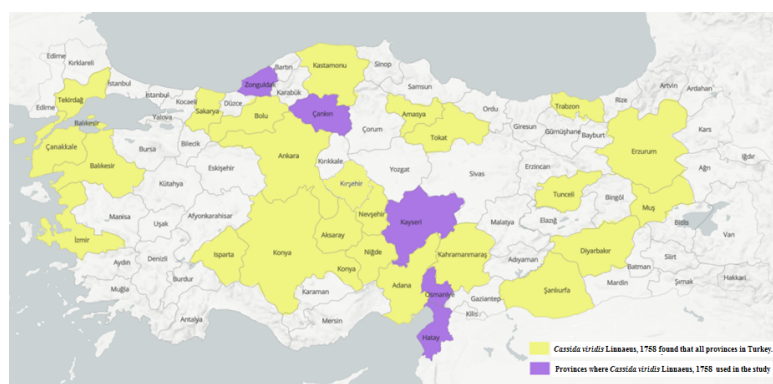 Edirne
Kırklareli
Tekirdağ
İstanbul
İstanbul
Edirne
Kocaeli
Yalova
Sakarya
Düzce
Zonguldak
Bartın
Karabük
Kastamonu
Sinop
Samsun
Çankırı
Bolu
Amasya
Ordu
Tokat
Çorum
Giresun
Trabzon
Rize
Artvin
Ardahan
Gümüşhane
Bayburt
Kars
Erzurum
Iğdır
Ağrı
Balıkesir
Çanakkale
Balıkesir
Bursa
Bilecik
Eskişehir
Ankara
Kırıkkale
Yozgat
Sivas
Erzincan
Tunceli
Bingöl
Muş
Kütahya
Kırşehir
Nevşehir
Kayseri
Malatya
Elazığ
Bitlis
Van
Manisa
Uşak
Afyonkarahisar
İzmir
Isparta
Konya
Aksaray
Niğde
Konya
Kahramanmaraş
Adıyaman
Diyarbakır
Batman
Siirt
Hakkari
Şırnak
Mardin
Aydın
Denizli
Burdur
Muğla
Antalya
Karaman
Mersin
Adana
Osmaniye
Gaziantep
Kilis
Şanlıurfa
Hatay
Cassida viridis Linnaeus, 1758 found that all provinces in Turkey.
Provinces where Cassida viridis Linnaeus, 1758 used in the study